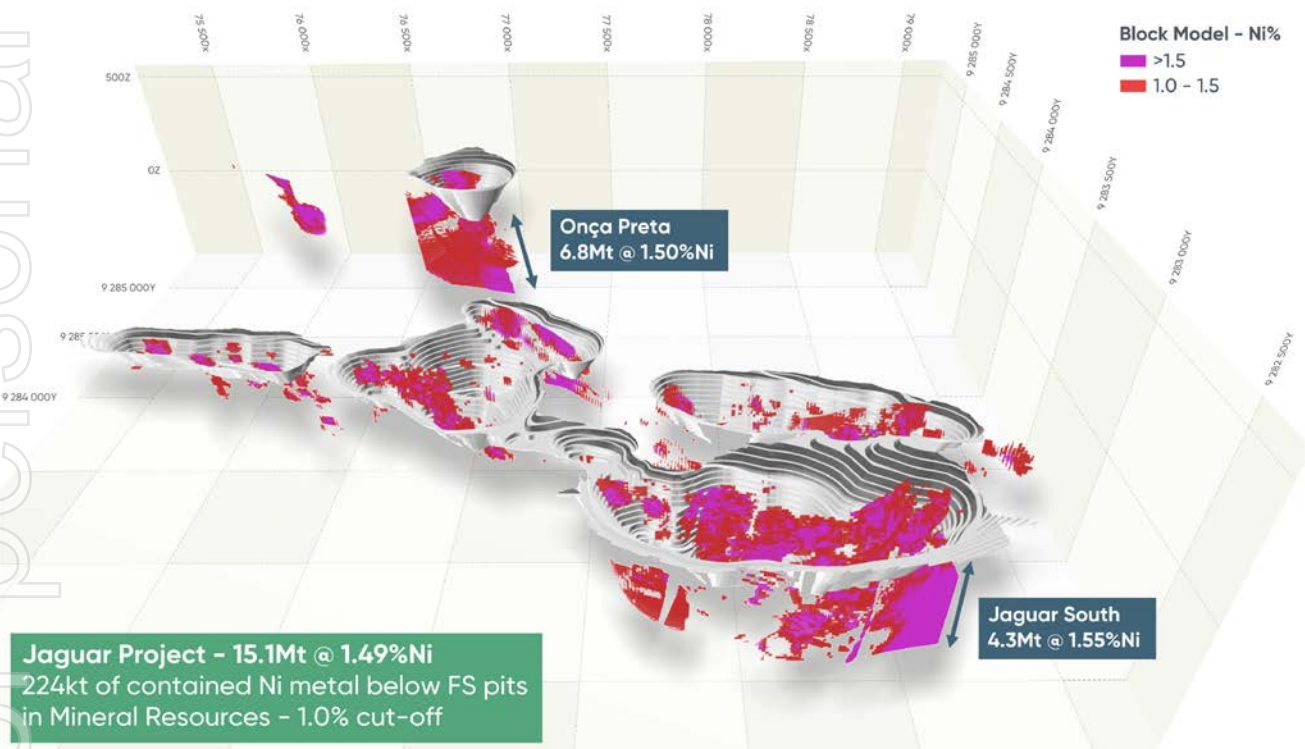 75 500X
76 000X
76 500X
77 000X
77 500X
78 000X
78 500X
79 000X
9 285 000Y
9 284 500Y
9 284 000Y
9 283 500Y
9 283 000Y
9 282 500Y
Block Model - Ni%
>1.5
1.0 - 1.5
500Z
0Z
Onça Preta
6.8Mt @ 1.50%Ni
9 285 000Y
9 284 000Y
Jaguar South
4.3Mt @ 1.55%Ni
Jaguar Project - 15.1Mt @ 1.49%Ni
224kt of contained Ni metal below FS pits
in Mineral Resources - 1.0% cut-off
personal